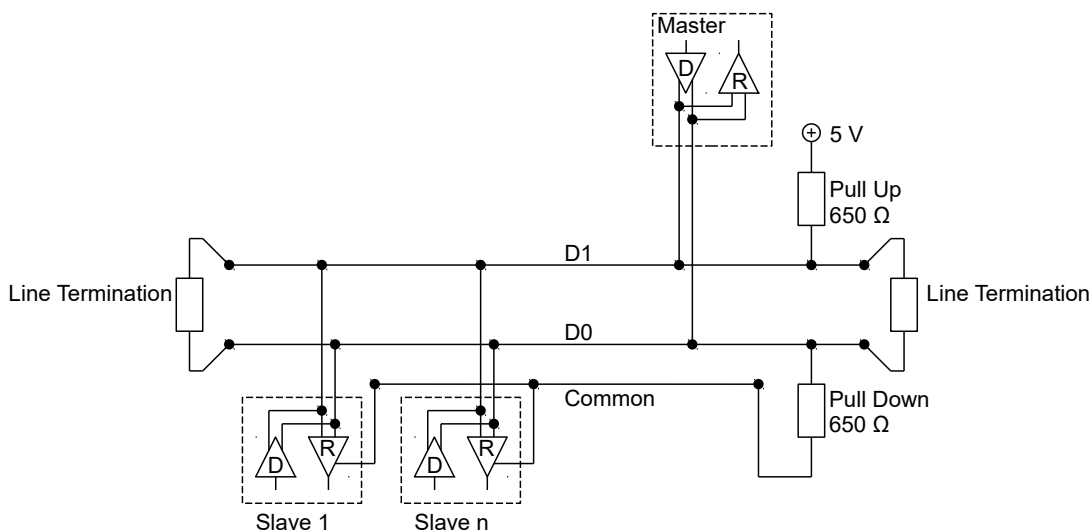 Master
D
R
5 V
Pull Up
650 Ω
D1
Line Termination
Line Termination
D0
Common
Pull Down
650 Ω
D
R
D
R
Slave 1
Slave n